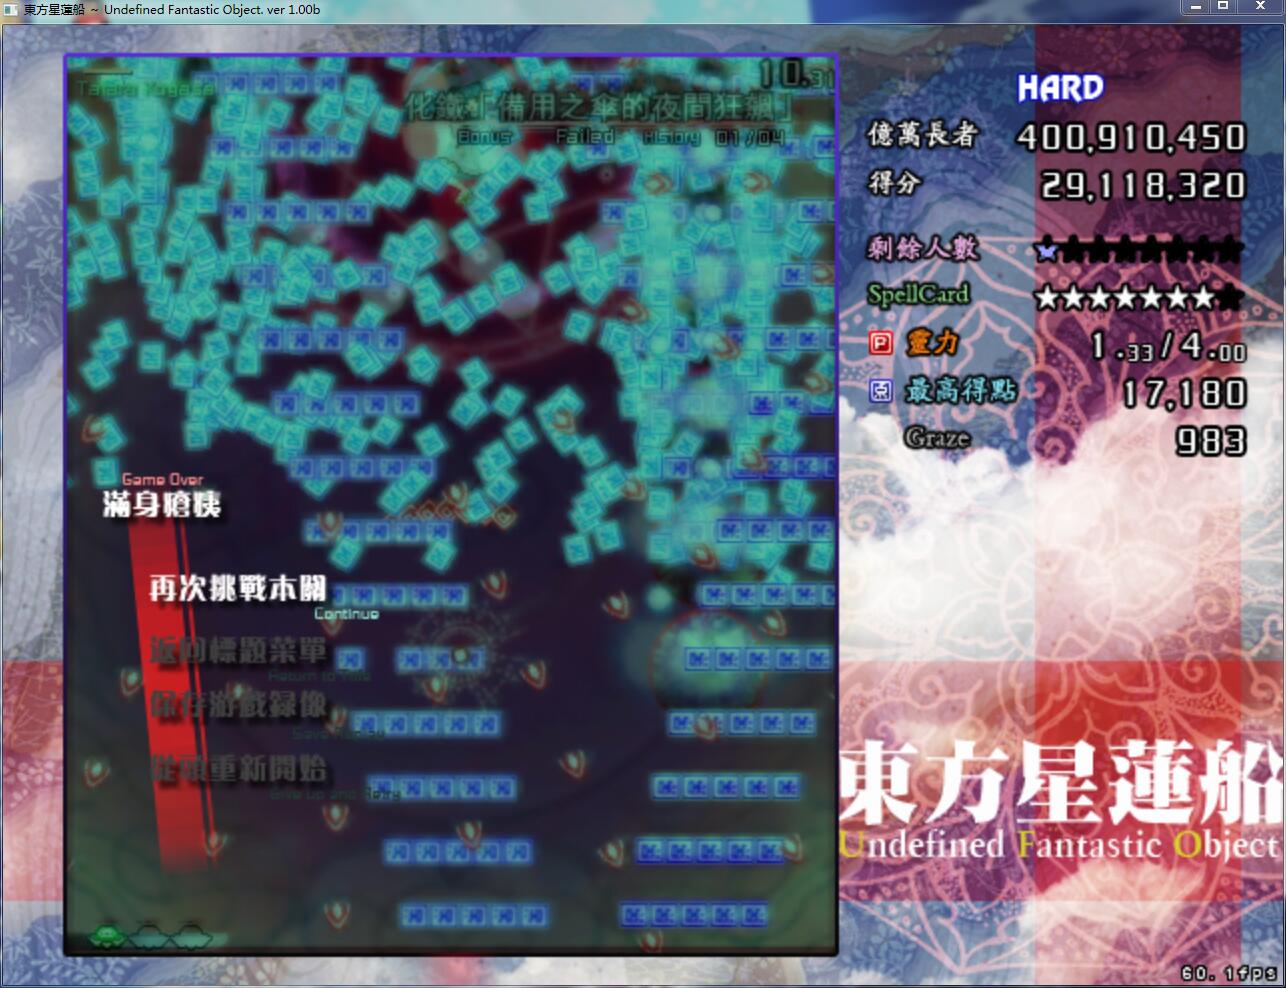 東方星蓮船 ~ Undefined Fantastic Object. ver 1.00b
Tatara Kogasa
10.31
化鐵「備用之傘的夜間狂飆」
Bonus Failed History 01/04
HARD
億萬長者 400,910,450
得分 29,118,320
剩餘人數
SpellCard
P 靈力 1.33/4.00
点 最高得點 17,180
Graze 983
Game Over
滿身瘡痍
再次挑戰本關
Continue
返回標題菜單
Return to Title
保存游戲録像
Save Replay
從頭重新開始
Give up and Retry
東方星蓮船
Undefined Fantastic Object
60.1fps